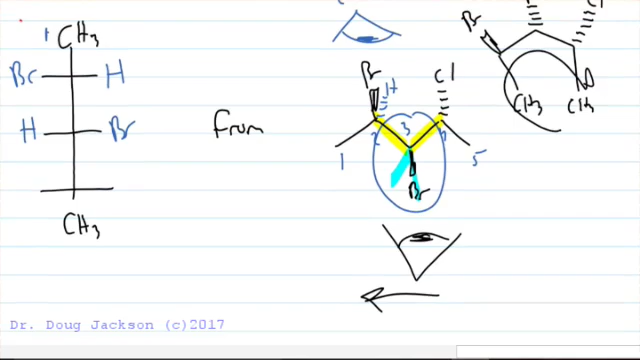 1 CH3
Br H
H Br
CH3
From
Br H Cl
1 2 3 5
Br
Br Cl
CH3 CH3
Dr. Doug Jackson (c)2017